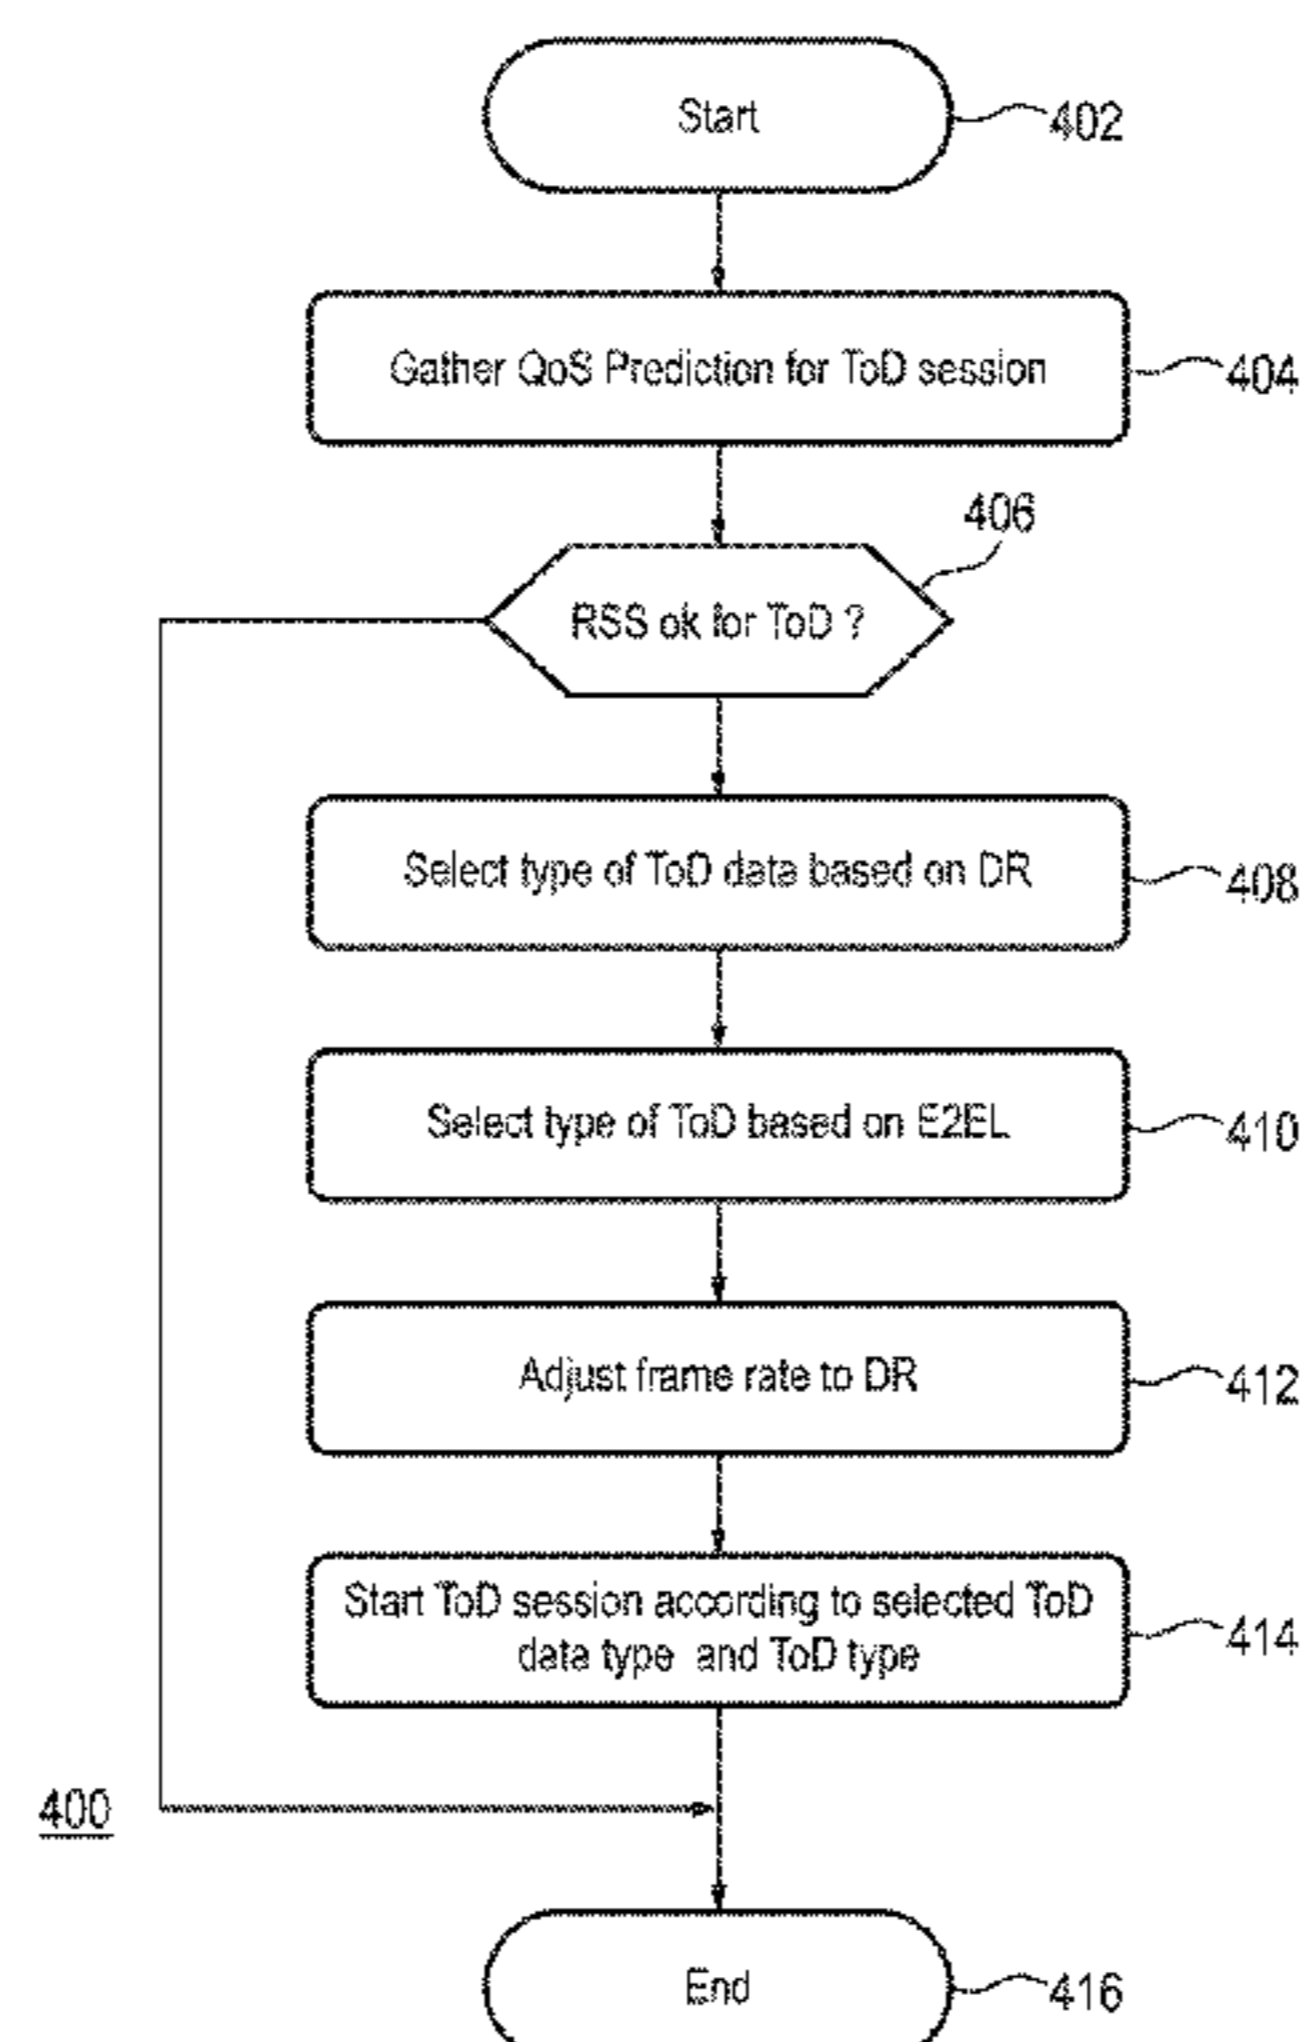 Start
402
Gather QoS Prediction for ToD session
404
406
RSS ok for ToD ?
Select type of ToD data based on DR
408
Select type of ToD based on E2EL
410
Adjust frame rate to DR
412
Start ToD session according to selected ToD
data type and ToD type
414
400
End
416